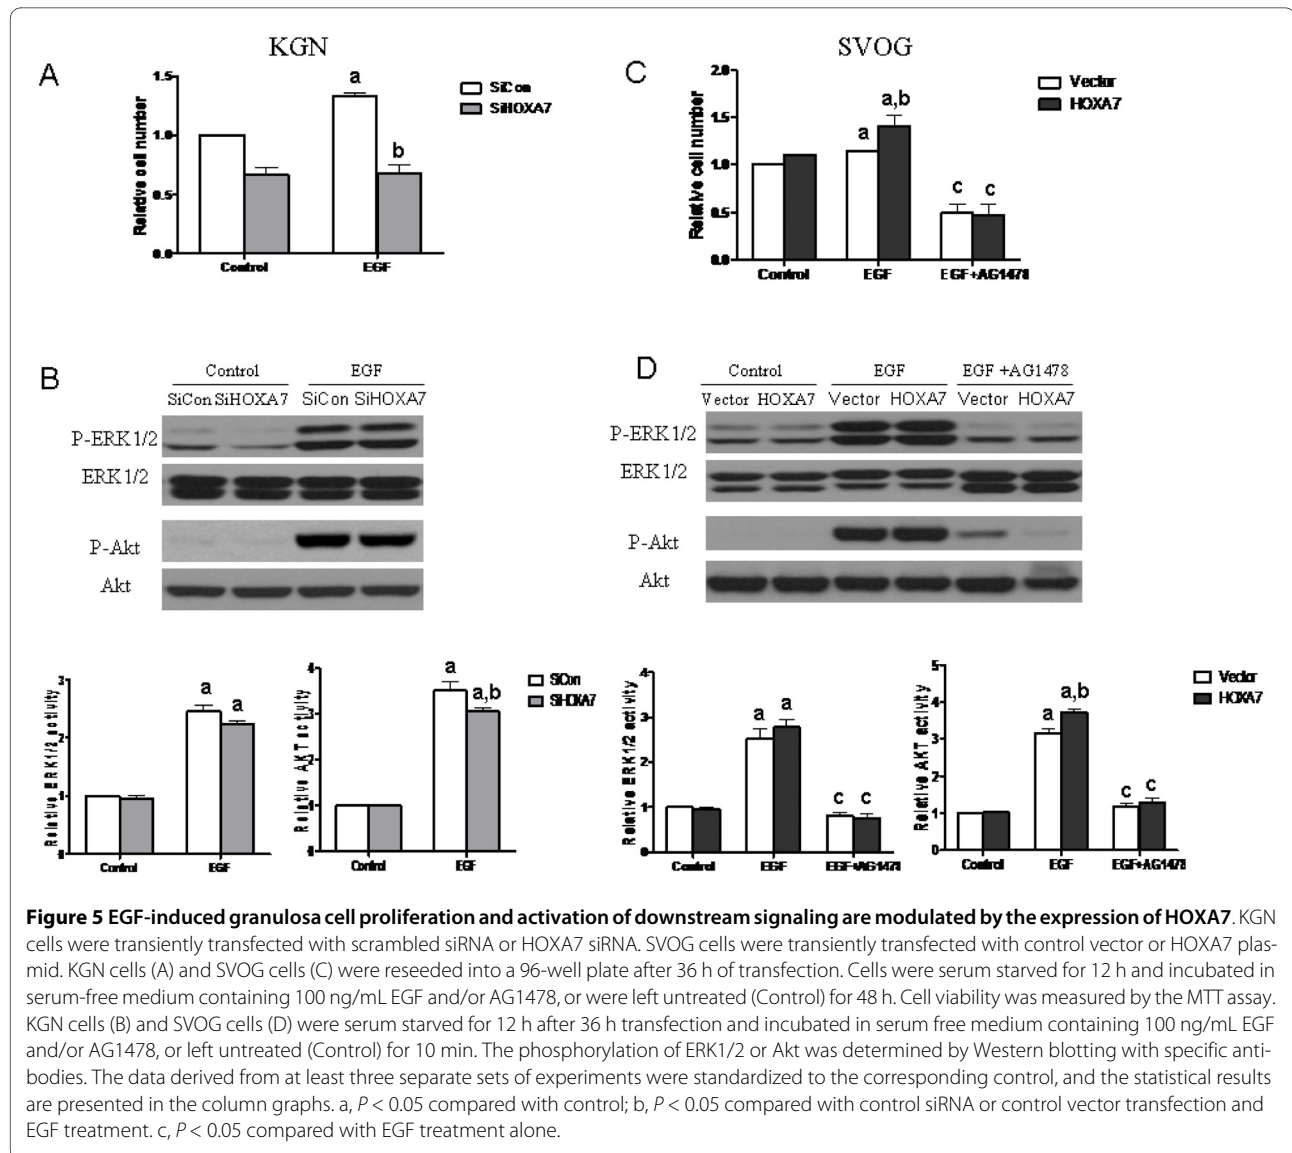 KGN
A
Relative cell number
1.5
1.0
0.5
0.0
a
b
Control
EGF
SiCon
SiHOXA7
SVOG
C
Relative cell number
2.0
1.5
1.0
0.5
0.0
a
a,b
c
c
Control
EGF
EGF+AG1478
Vector
HOXA7
B
Control
EGF
SiCon SiHOXA7
SiCon SiHOXA7
P-ERK1/2
ERK1/2
P-Akt
Akt
D
Control
EGF
EGF +AG1478
Vector HOXA7
Vector HOXA7
Vector HOXA7
P-ERK1/2
ERK1/2
P-Akt
Akt
Relative ERK1/2 activity
3
2
1
a
a
Control
EGF
Relative AKT activity
4
3
2
1
a
a,b
Control
EGF
SiCon
SiHOXA7
Relative ERK1/2 activity
4
3
2
1
0
a
a
c
c
Control
EGF
EGF+AG1478
Relative AKT activity
5
4
3
2
1
0
a
a,b
c
c
Control
EGF
EGF+AG1478
Vector
HOXA7
Figure 5 EGF-induced granulosa cell proliferation and activation of downstream signaling are modulated by the expression of HOXA7. KGN
cells were transiently transfected with scrambled siRNA or HOXA7 siRNA. SVOG cells were transiently transfected with control vector or HOXA7 plas-
mid. KGN cells (A) and SVOG cells (C) were reseeded into a 96-well plate after 36 h of transfection. Cells were serum starved for 12 h and incubated in
serum-free medium containing 100 ng/mL EGF and/or AG1478, or were left untreated (Control) for 48 h. Cell viability was measured by the MTT assay.
KGN cells (B) and SVOG cells (D) were serum starved for 12 h after 36 h transfection and incubated in serum free medium containing 100 ng/mL EGF
and/or AG1478, or left untreated (Control) for 10 min. The phosphorylation of ERK1/2 or Akt was determined by Western blotting with specific anti-
bodies. The data derived from at least three separate sets of experiments were standardized to the corresponding control, and the statistical results
are presented in the column graphs. a, P < 0.05 compared with control; b, P < 0.05 compared with control siRNA or control vector transfection and
EGF treatment. c, P < 0.05 compared with EGF treatment alone.